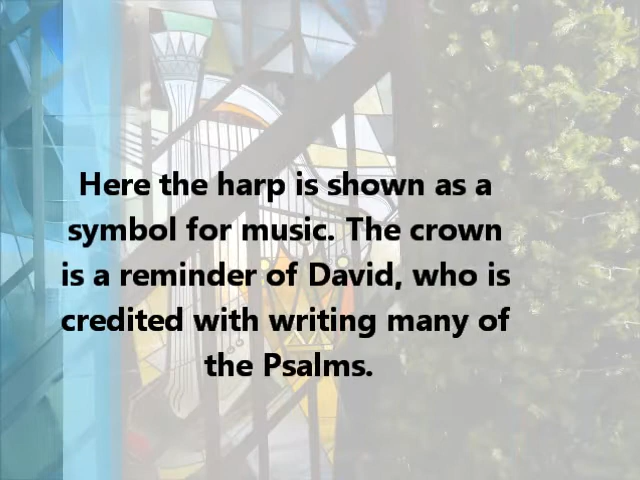 Here the harp is shown as a
symbol for music. The crown
is a reminder of David, who is
credited with writing many of
the Psalms.